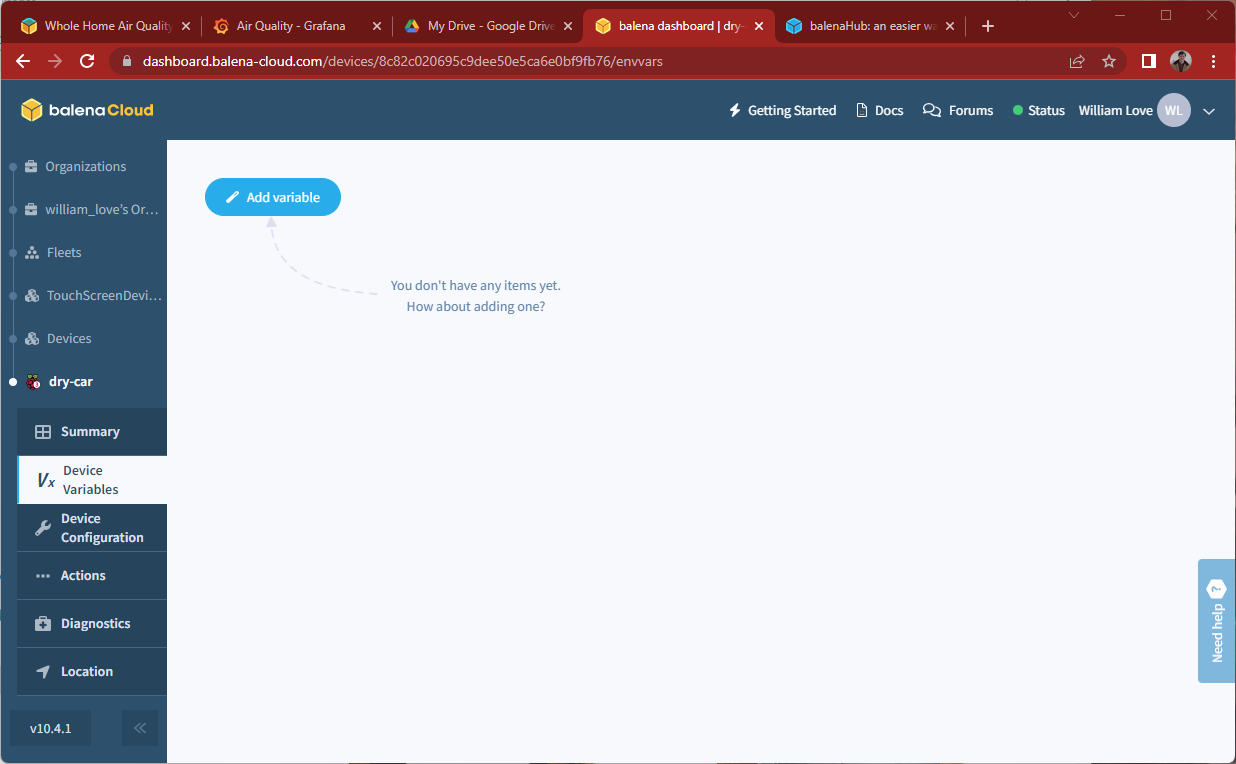 Whole Home Air Quality
Air Quality - Grafana
My Drive - Google Drive
balena dashboard | dry-
balenaHub: an easier wa
dashboard.balena-cloud.com/devices/8c82c020695c9dee50e5ca6e0bf9fb76/envvars
balenaCloud
Getting Started
Docs
Forums
Status
William Love
WL
Organizations
william_love's Or...
Fleets
TouchScreenDevi...
Devices
dry-car
Summary
Vx
Device
Variables
Device
Configuration
Actions
Diagnostics
Location
v10.4.1
Add variable
You don't have any items yet.
How about adding one?
Need help
?